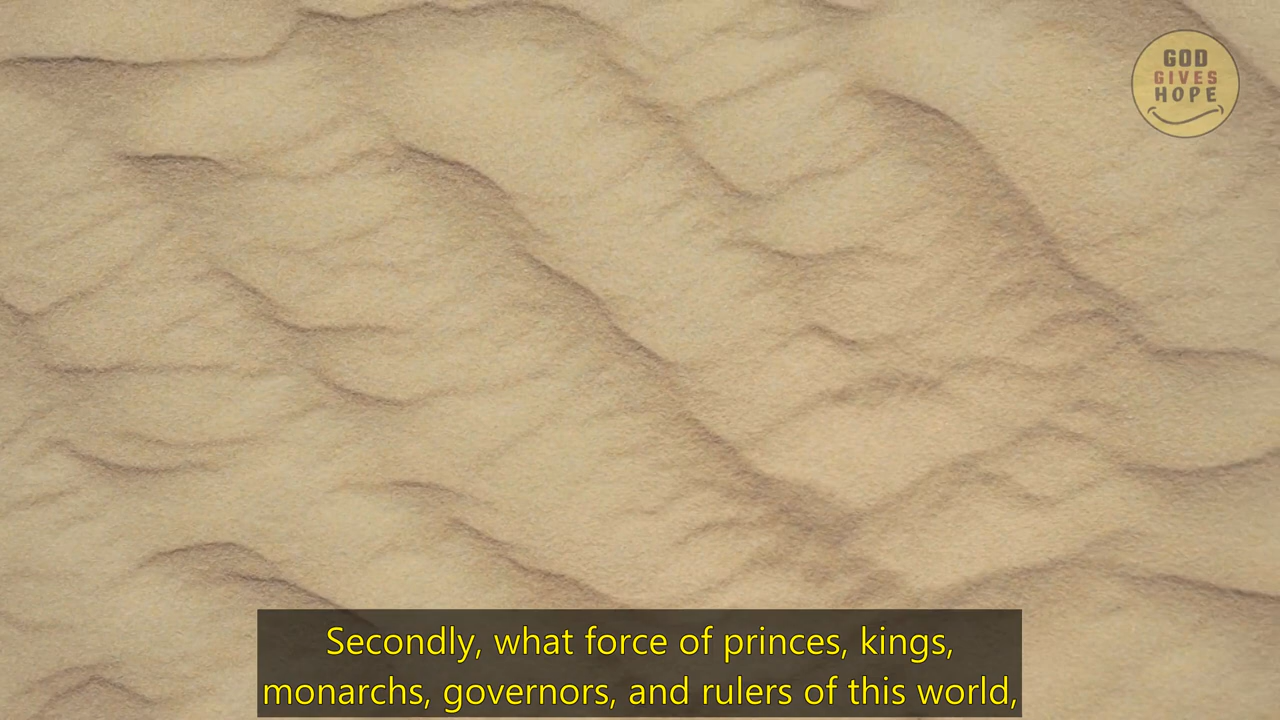 GOD
GIVES
HOPE
Secondly, what force of princes, kings,
monarchs, governors, and rulers of this world,